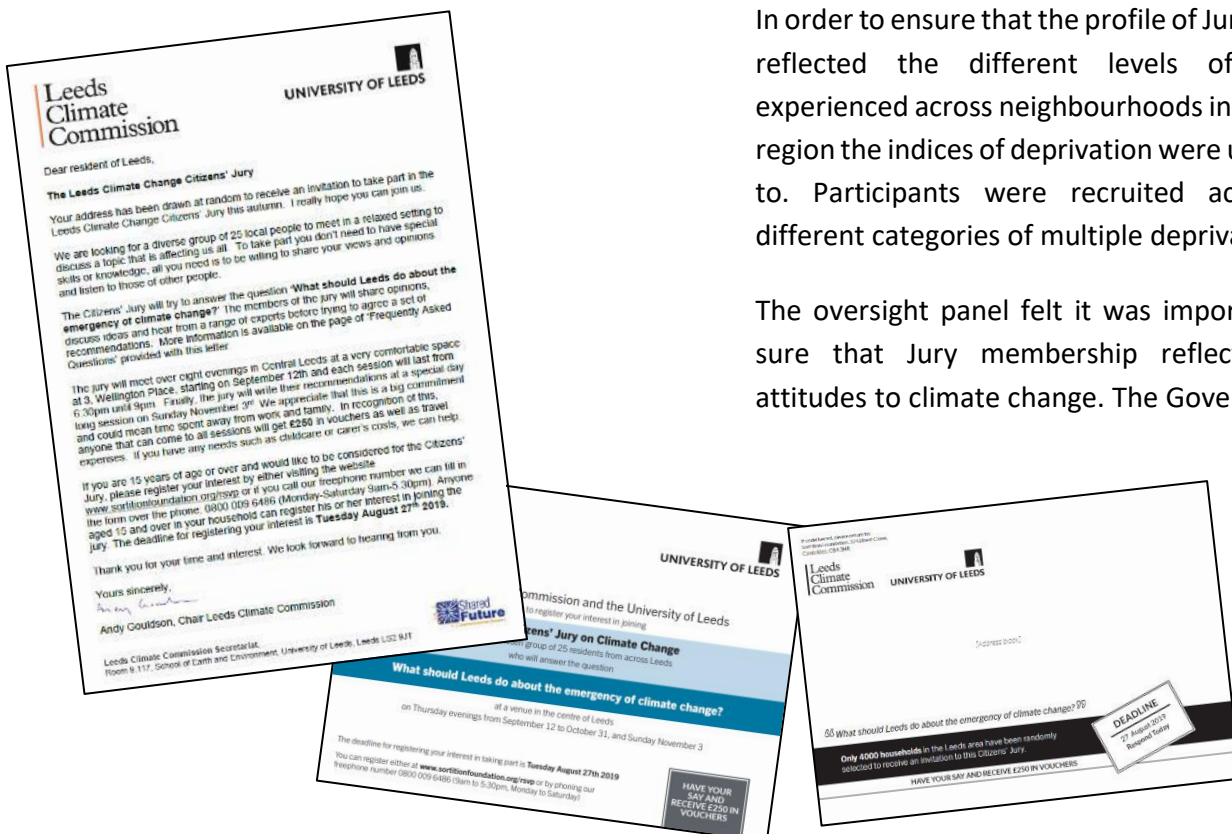 Leeds
Climate
Commission
UNIVERSITY OF LEEDS
Dear resident of Leeds,
The Leeds Climate Change Citizens' Jury
Your address has been drawn at random to receive an invitation to take part in the
Leeds Climate Change Citizens' Jury this autumn. I really hope you can join us.
We are looking for a diverse group of 25 local people to meet in a relaxed setting to
discuss a topic that is affecting us all. To take part you don't need to have special
skills or knowledge, all you need is to be willing to share your views and opinions
and listen to those of other people.
The Citizens' Jury will try to answer the question 'What should Leeds do about the
emergency of climate change?' The members of the jury will share opinions,
discuss ideas and hear from a range of experts before trying to agree a set of
recommendations. More information is available on the page of 'Frequently Asked
Questions' provided with this letter.
The jury will meet over eight evenings in Central Leeds at a very comfortable space
at 3, Wellington Place, starting on September 12th and each session will last from
6.30pm until 9pm. Finally, the jury will write their recommendations at a special day
long session on Sunday November 3rd. We appreciate that this is a big commitment
and could mean time spent away from work and family. In recognition of this,
anyone that can come to all sessions will get £250 in vouchers as well as travel
expenses. If you have any needs such as childcare or carer's costs, we can help.
If you are 15 years of age or over and would like to be considered for the Citizens'
Jury, please register your interest by either visiting the website
www.sortitionfoundation.org/rsvp or if you call our freephone number we can fill in
the form over the phone, 0800 009 6486 (Monday-Saturday 9am-5.30pm). Anyone
aged 15 and over in your household can register his or her interest in joining the
jury. The deadline for registering your interest is Tuesday August 27th 2019.
Thank you for your time and interest. We look forward to hearing from you.
Yours sincerely,
Andy Gouldson, Chair Leeds Climate Commission
Shared
Future
Leeds Climate Commission Secretariat,
Room 9.117, School of Earth and Environment, University of Leeds, Leeds LS2 9JT
In order to ensure that the profile of Jur
reflected the different levels of
experienced across neighbourhoods in
region the indices of deprivation were u
to. Participants were recruited ac
different categories of multiple depriva
The oversight panel felt it was impor
sure that Jury membership reflec
attitudes to climate change. The Gove
UNIVERSITY OF LEEDS
ommission and the University of Leeds
to register your interest in joining
zens' Jury on Climate Change
group of 25 residents from across Leeds
who will answer the question
What should Leeds do about the emergency of climate change?
at a venue in the centre of Leeds
on Thursday evenings from September 12 to October 31, and Sunday November 3
The deadline for registering your interest in taking part is Tuesday August 27th 2019
You can register either at www.sortitionfoundation.org/rsvp or by phoning our
freephone number 0800 009 6486 (9am to 5:30pm, Monday to Saturday)
HAVE YOUR
SAY AND
RECEIVE £250 IN
VOUCHERS
Leeds
Climate
Commission
UNIVERSITY OF LEEDS
[Address block]
What should Leeds do about the emergency of climate change?
Only 4000 households in the Leeds area have been randomly
selected to receive an invitation to this Citizens' Jury.
HAVE YOUR SAY AND RECEIVE £250 IN VOUCHERS
DEADLINE
27 August 2019
Respond Today